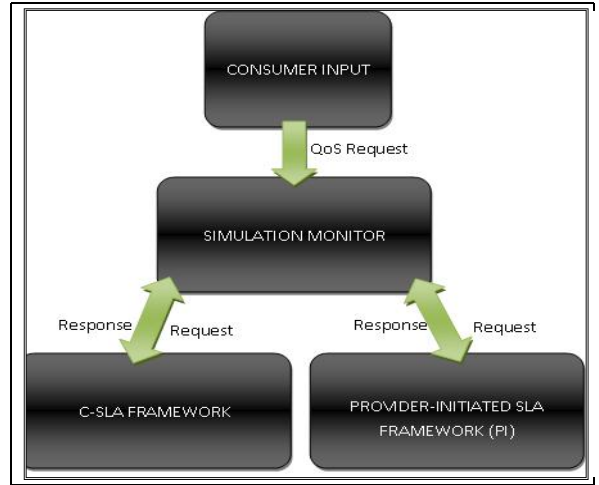 CONSUMER INPUT
QoS Request
SIMULATION MONITOR
Response
Request
Response
Request
C-SLA FRAMEWORK
PROVIDER-INITIATED SLA
FRAMEWORK (PI)